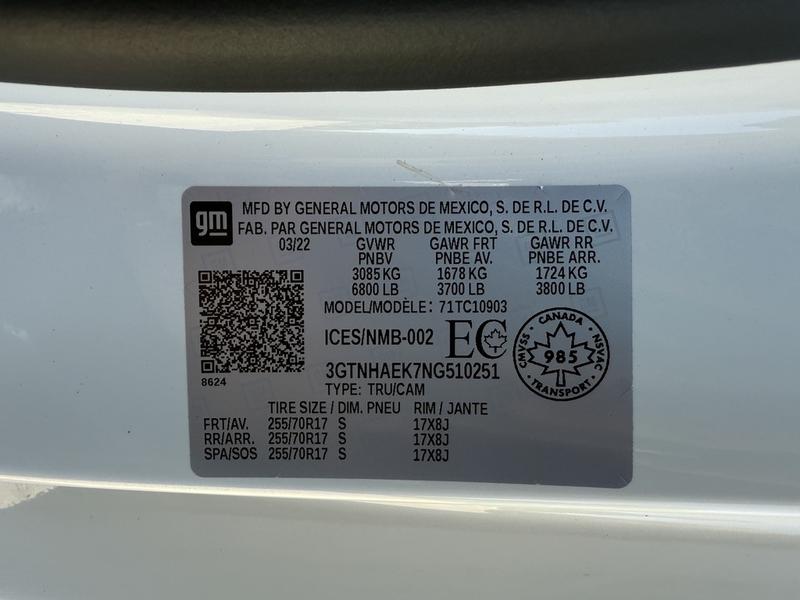 gm
MFD BY GENERAL MOTORS DE MEXICO, S. DE R.L. DE C.V.
FAB. PAR GENERAL MOTORS DE MEXICO, S. DE R.L. DE C.V.
03/22 GVWR GAWR FRT GAWR RR
PNBV PNBE AV. PNBE ARR.
3085 KG 1678 KG 1724 KG
6800 LB 3700 LB 3800 LB
MODEL/MODÈLE: 71TC10903
ICES/NMB-002 EC
CANADA
CMVSS 985 NSVAC
TRANSPORT
3GTNHAEK7NG510251
8624
TYPE: TRU/CAM
TIRE SIZE / DIM. PNEU RIM / JANTE
FRT/AV. 255/70R17 S 17X8J
RR/ARR. 255/70R17 S 17X8J
SPA/SOS 255/70R17 S 17X8J